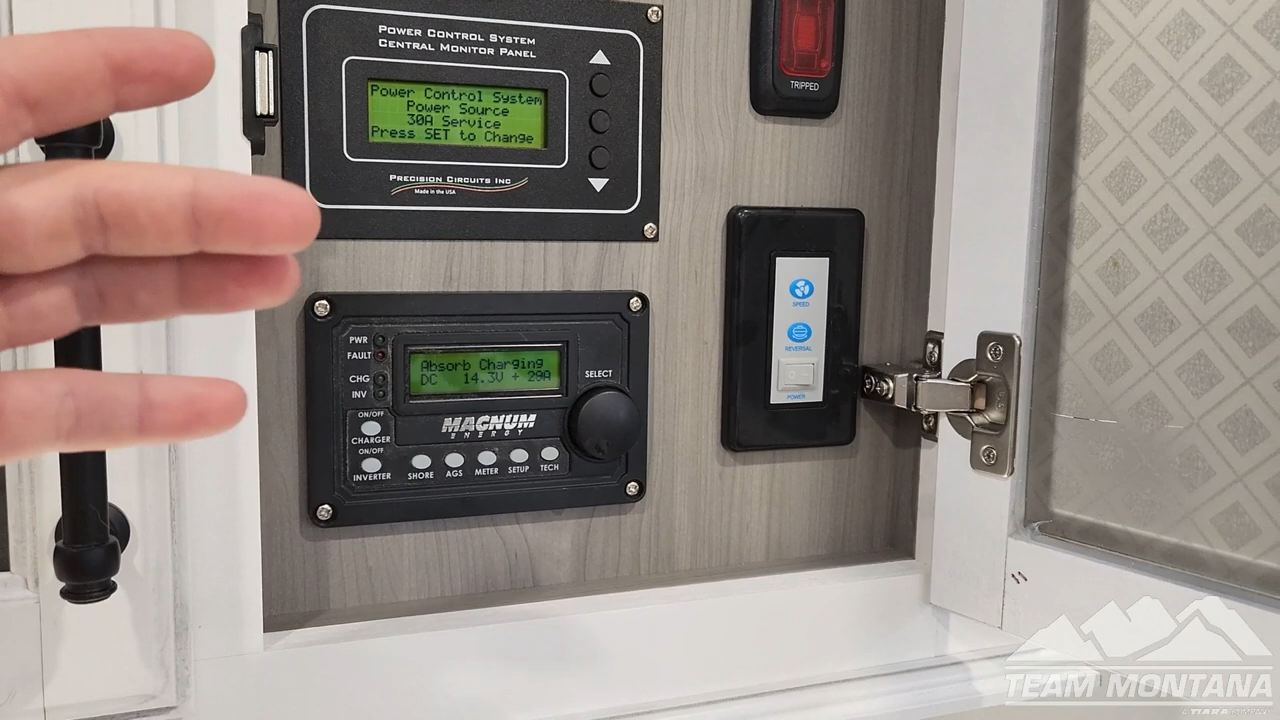 POWER CONTROL SYSTEM
CENTRAL MONITOR PANEL
Power Control System
Power Source
30A Service
Press SET to Change
PRECISION CIRCUITS INC
Made in the USA
TRIPPED
SPEED
REVERSAL
POWER
PWR
FAULT
CHG
INV
Absorb Charging
DC 14.3V + 29A
SELECT
MAGNUM
ENERGY
ON/OFF
CHARGER
ON/OFF
INVERTER
SHORE
AGS
METER
SETUP
TECH
TEAM MONTANA